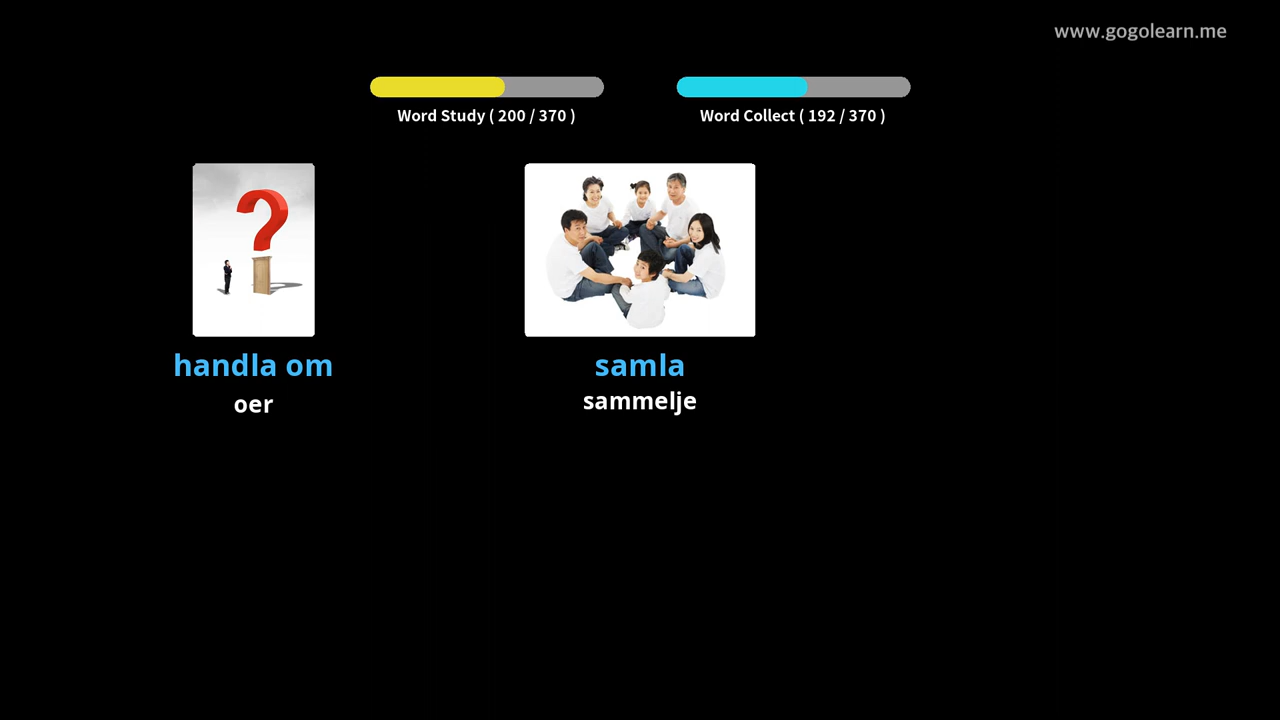 www.gogolearn.me
Word Study ( 200 / 370 )
Word Collect ( 192 / 370 )
handla om
oer
samla
sammelje